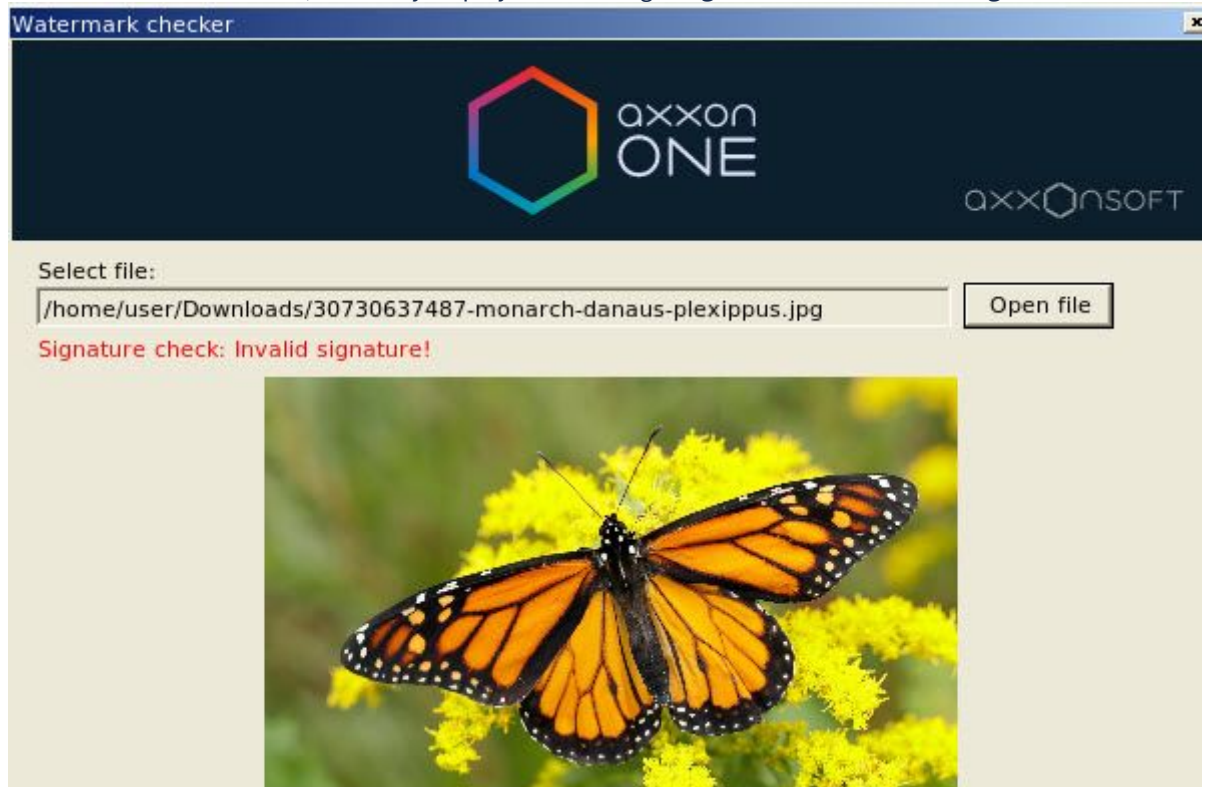 Watermark checker
axxon
ONE
axxonsoft
Select file:
/home/user/Downloads/30730637487-monarch-danaus-plexippus.jpg
Open file
Signature check: Invalid signature!